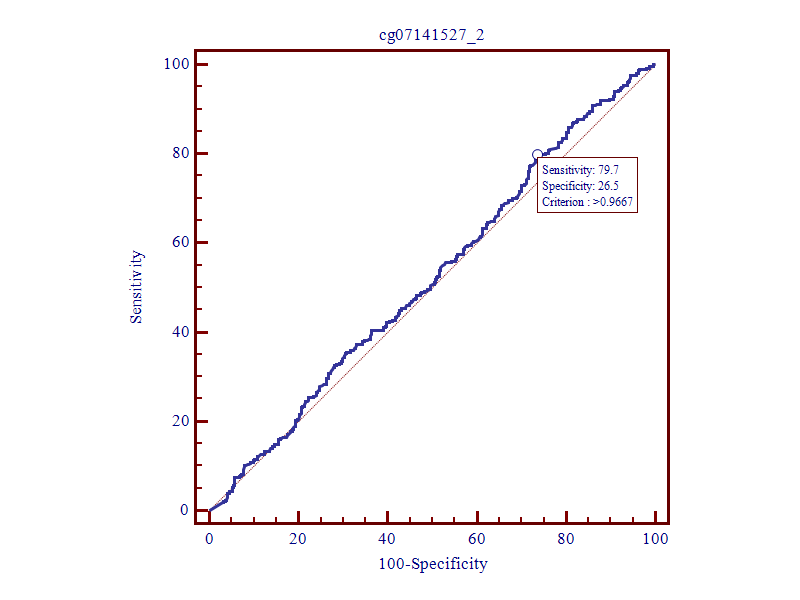 cg07141527_2
100
80
60
40
20
0
Sensitivity
Sensitivity: 79.7
Specificity: 26.5
Criterion : >0.9667
0 20 40 60 80 100
100-Specificity